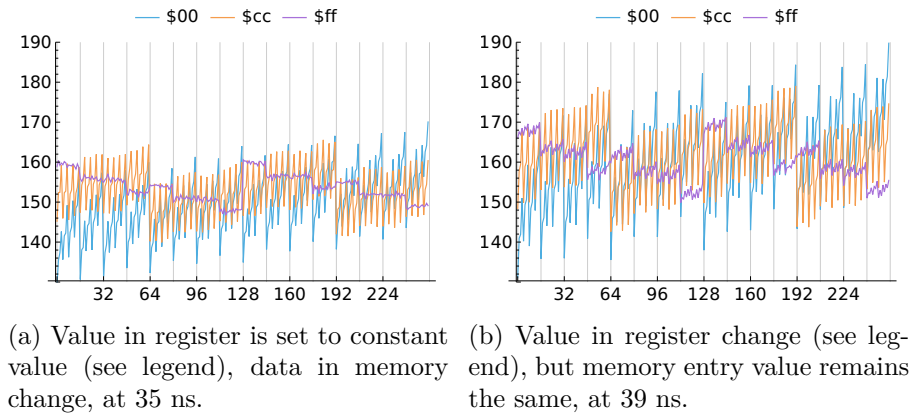 $00 $cc $ff
190
180
170
160
150
140
32 64 96 128 160 192 224
$00 $cc $ff
190
180
170
160
150
140
32 64 96 128 160 192 224
(a) Value in register is set to constant
value (see legend), data in memory
change, at 35 ns.
(b) Value in register change (see leg-
end), but memory entry value remains
the same, at 39 ns.